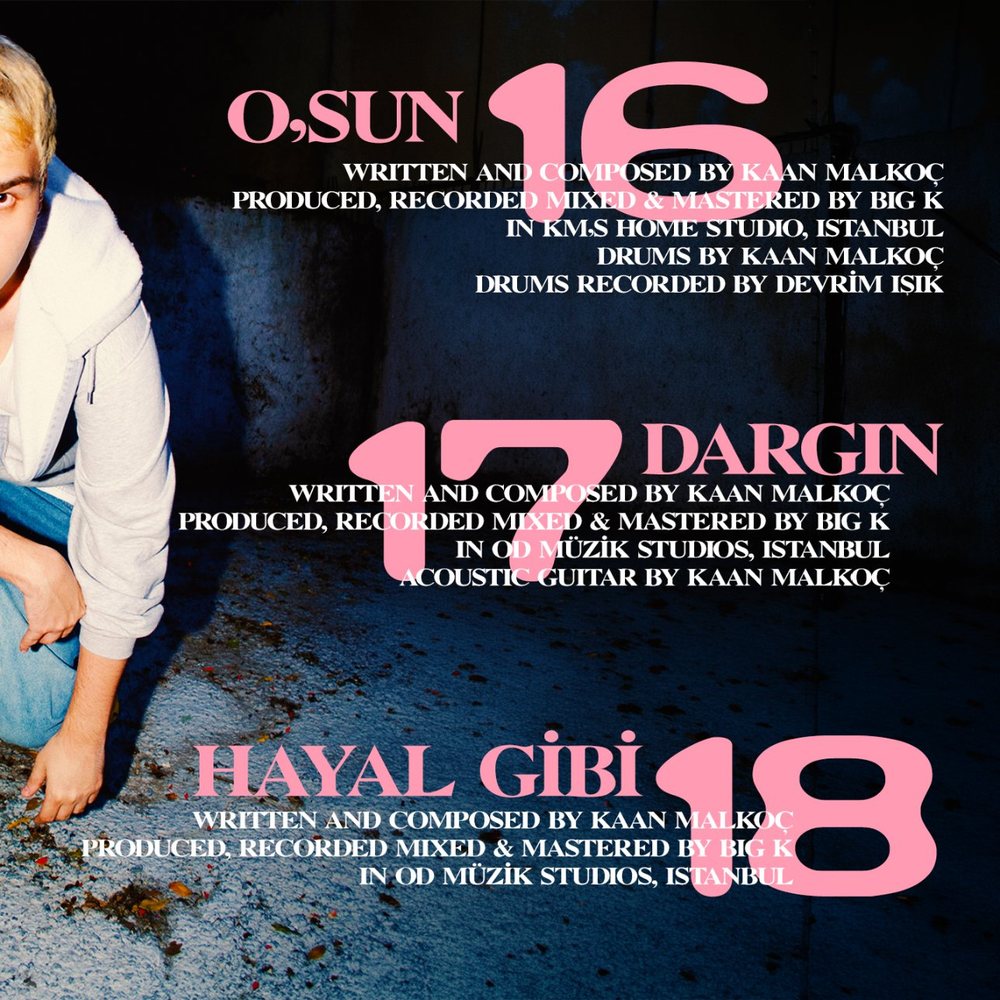 O,SUN 16
WRITTEN AND COMPOSED BY KAAN MALKOÇ
PRODUCED, RECORDED MIXED & MASTERED BY BIG K
IN KM,S HOME STUDIO, ISTANBUL
DRUMS BY KAAN MALKOÇ
DRUMS RECORDED BY DEVRİM IŞIK
17 DARGIN
WRITTEN AND COMPOSED BY KAAN MALKOÇ
PRODUCED, RECORDED MIXED & MASTERED BY BIG K
IN OD MÜZİK STUDIOS, ISTANBUL
ACOUSTIC GUITAR BY KAAN MALKOÇ
HAYAL GİBİ 18
WRITTEN AND COMPOSED BY KAAN MALKOÇ
PRODUCED, RECORDED MIXED & MASTERED BY BIG K
IN OD MÜZİK STUDIOS, ISTANBUL